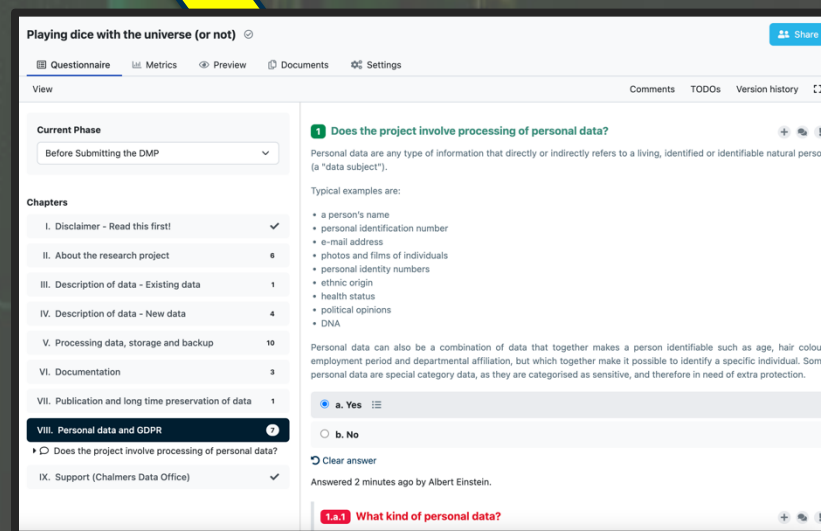 Playing dice with the universe (or not)
Share
Questionnaire Metrics Preview Documents Settings
View
Comments TODOs Version history
Current Phase
Before Submitting the DMP
Chapters
I. Disclaimer - Read this first!
II. About the research project 6
III. Description of data - Existing data 1
IV. Description of data - New data 4
V. Processing data, storage and backup 10
VI. Documentation 3
VII. Publication and long time preservation of data 1
VIII. Personal data and GDPR 7
Does the project involve processing of personal data?
IX. Support (Chalmers Data Office)
1 Does the project involve processing of personal data?
Personal data are any type of information that directly or indirectly refers to a living, identified or identifiable natural perso
(a "data subject").
Typical examples are:
• a person's name
• personal identification number
• e-mail address
• photos and films of individuals
• personal identity numbers
• ethnic origin
• health status
• political opinions
• DNA
Personal data can also be a combination of data that together makes a person identifiable such as age, hair colou
employment period and departmental affiliation, but which together make it possible to identify a specific individual. Som
personal data are special category data, as they are categorised as sensitive, and therefore in need of extra protection.
a. Yes
b. No
Clear answer
Answered 2 minutes ago by Albert Einstein.
1.a.1 What kind of personal data?